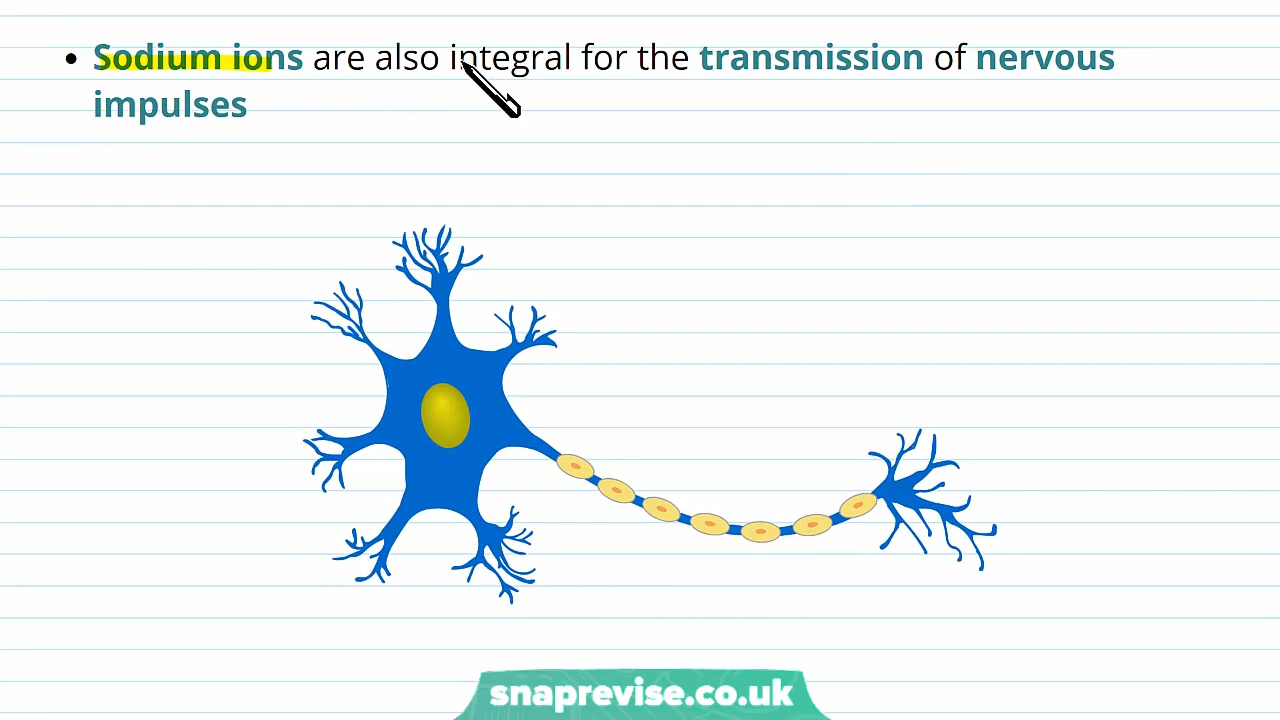 • Sodium ions are also integral for the transmission of nervous
impulses
snaprevise.co.uk